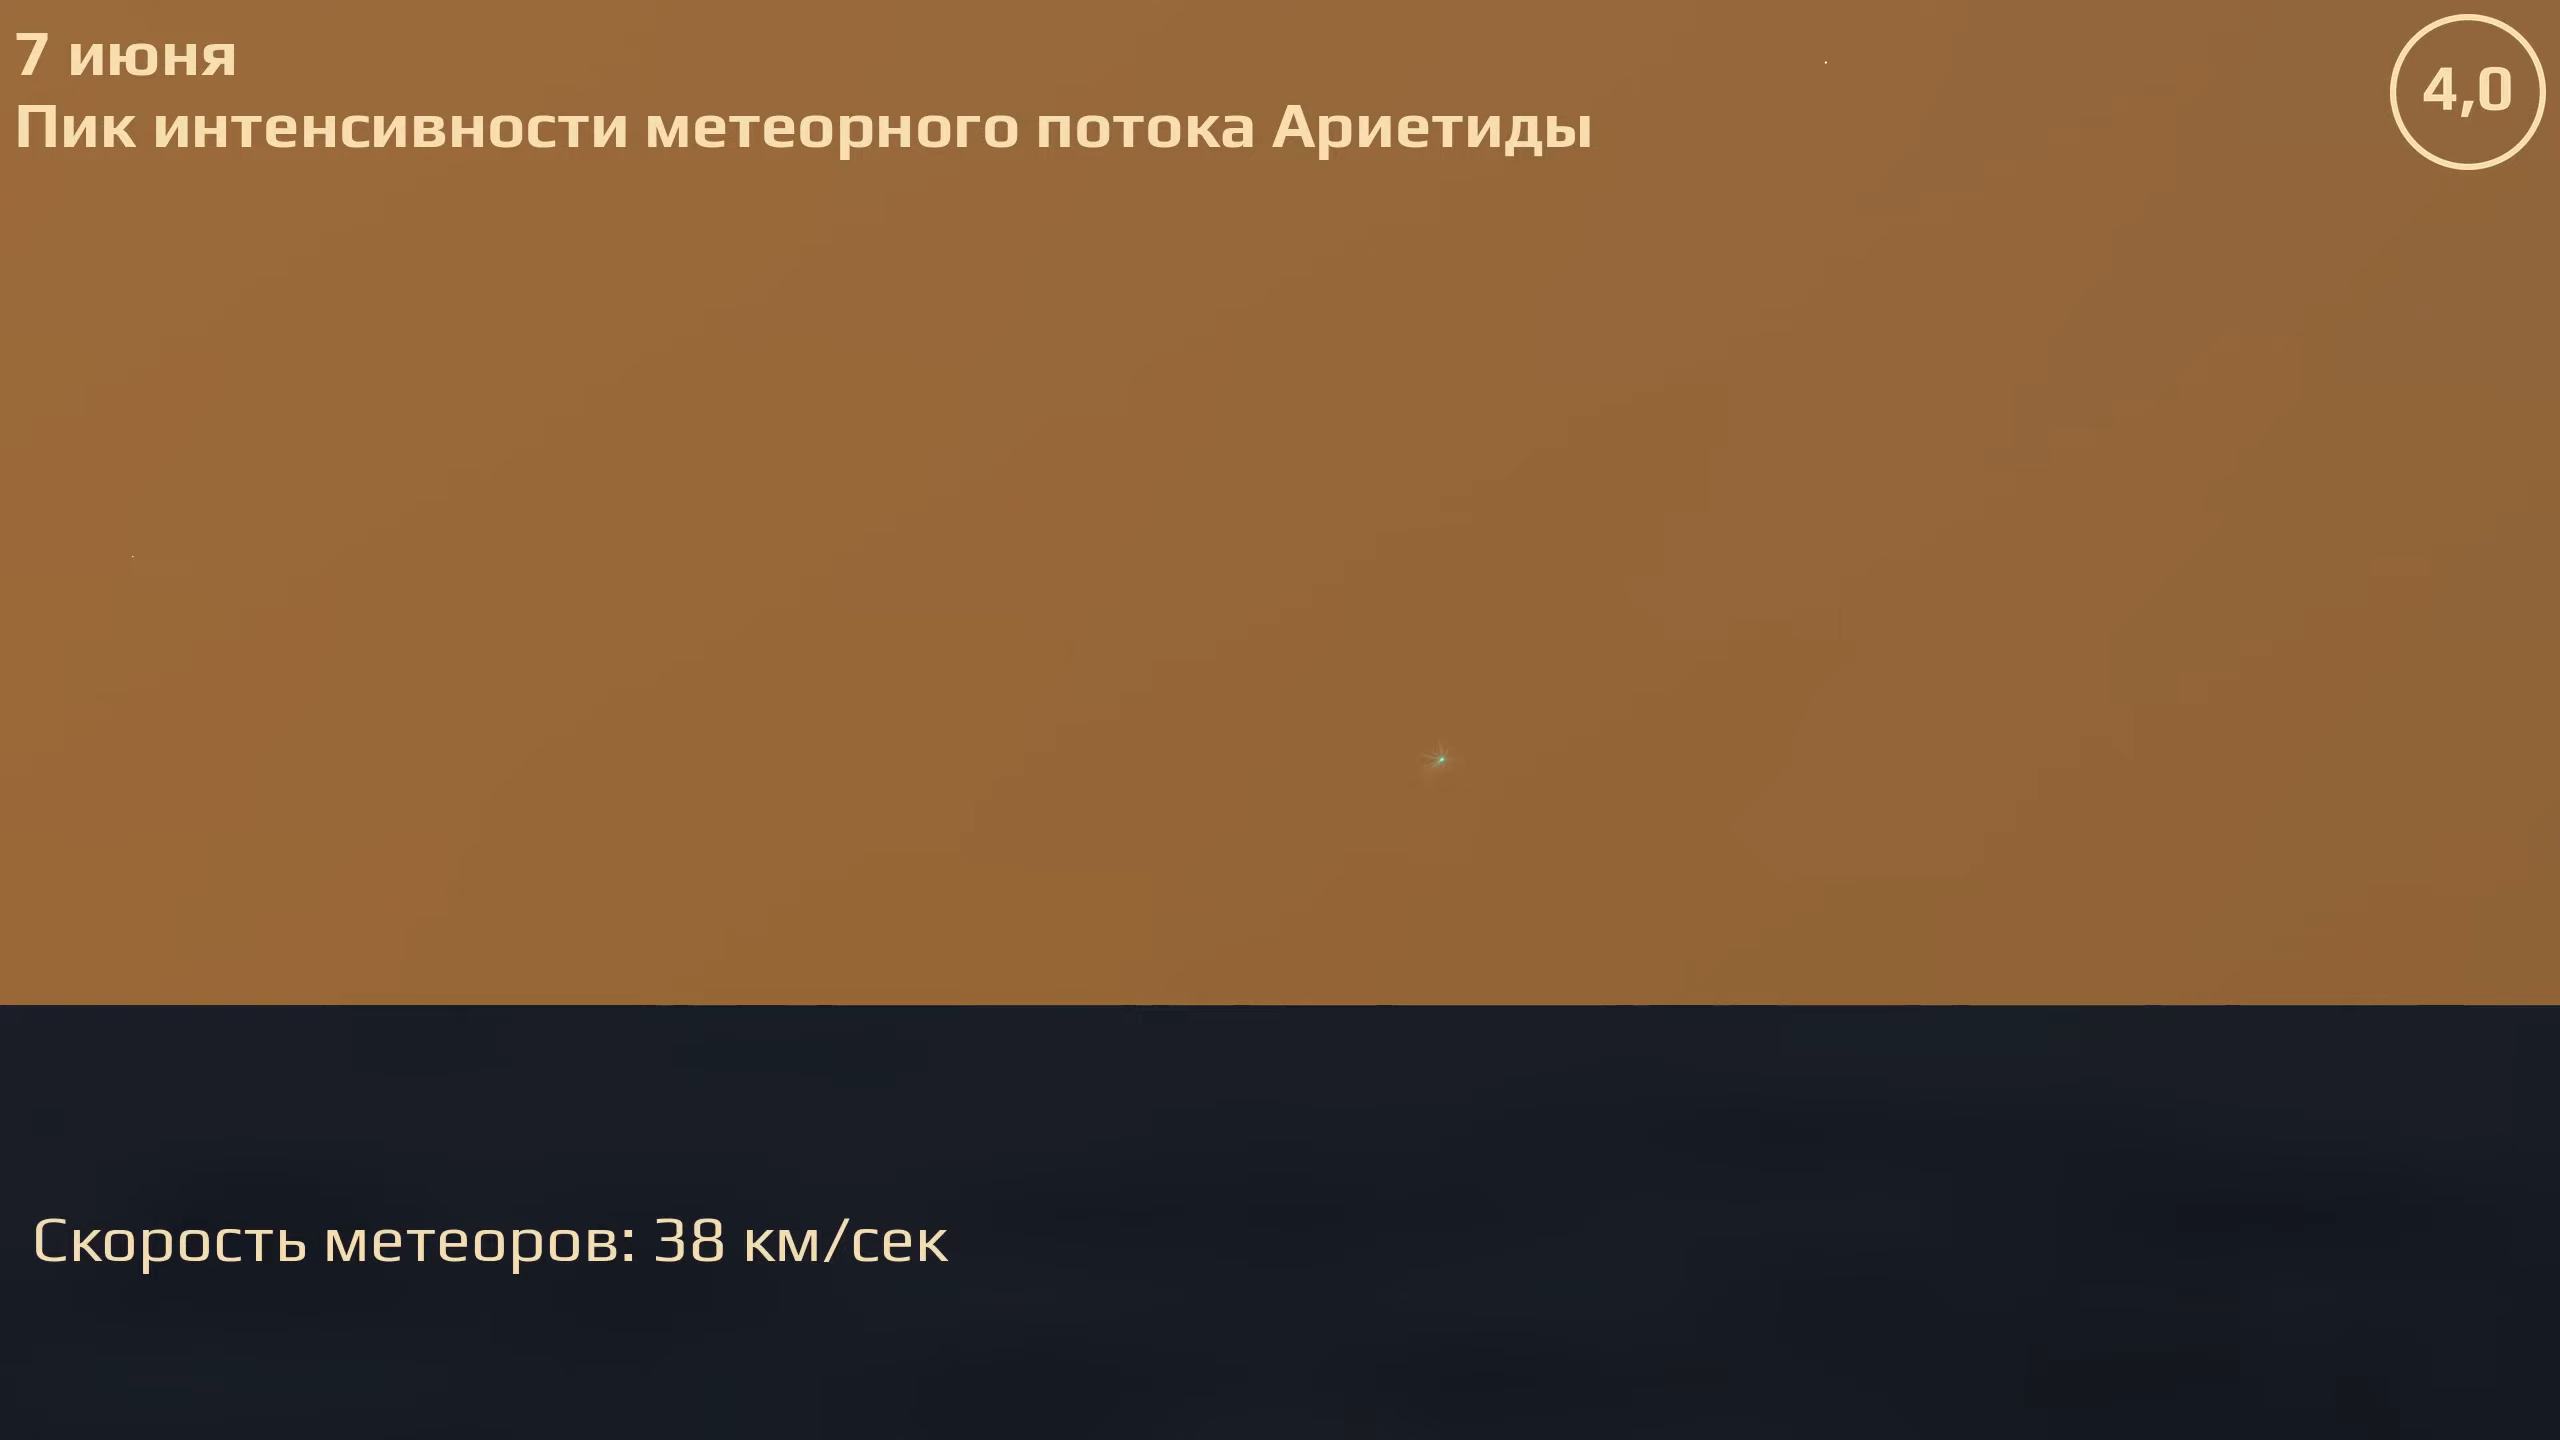 7 июня
Пик интенсивности метеорного потока Ариетиды
4,0
Скорость метеоров: 38 км/сек